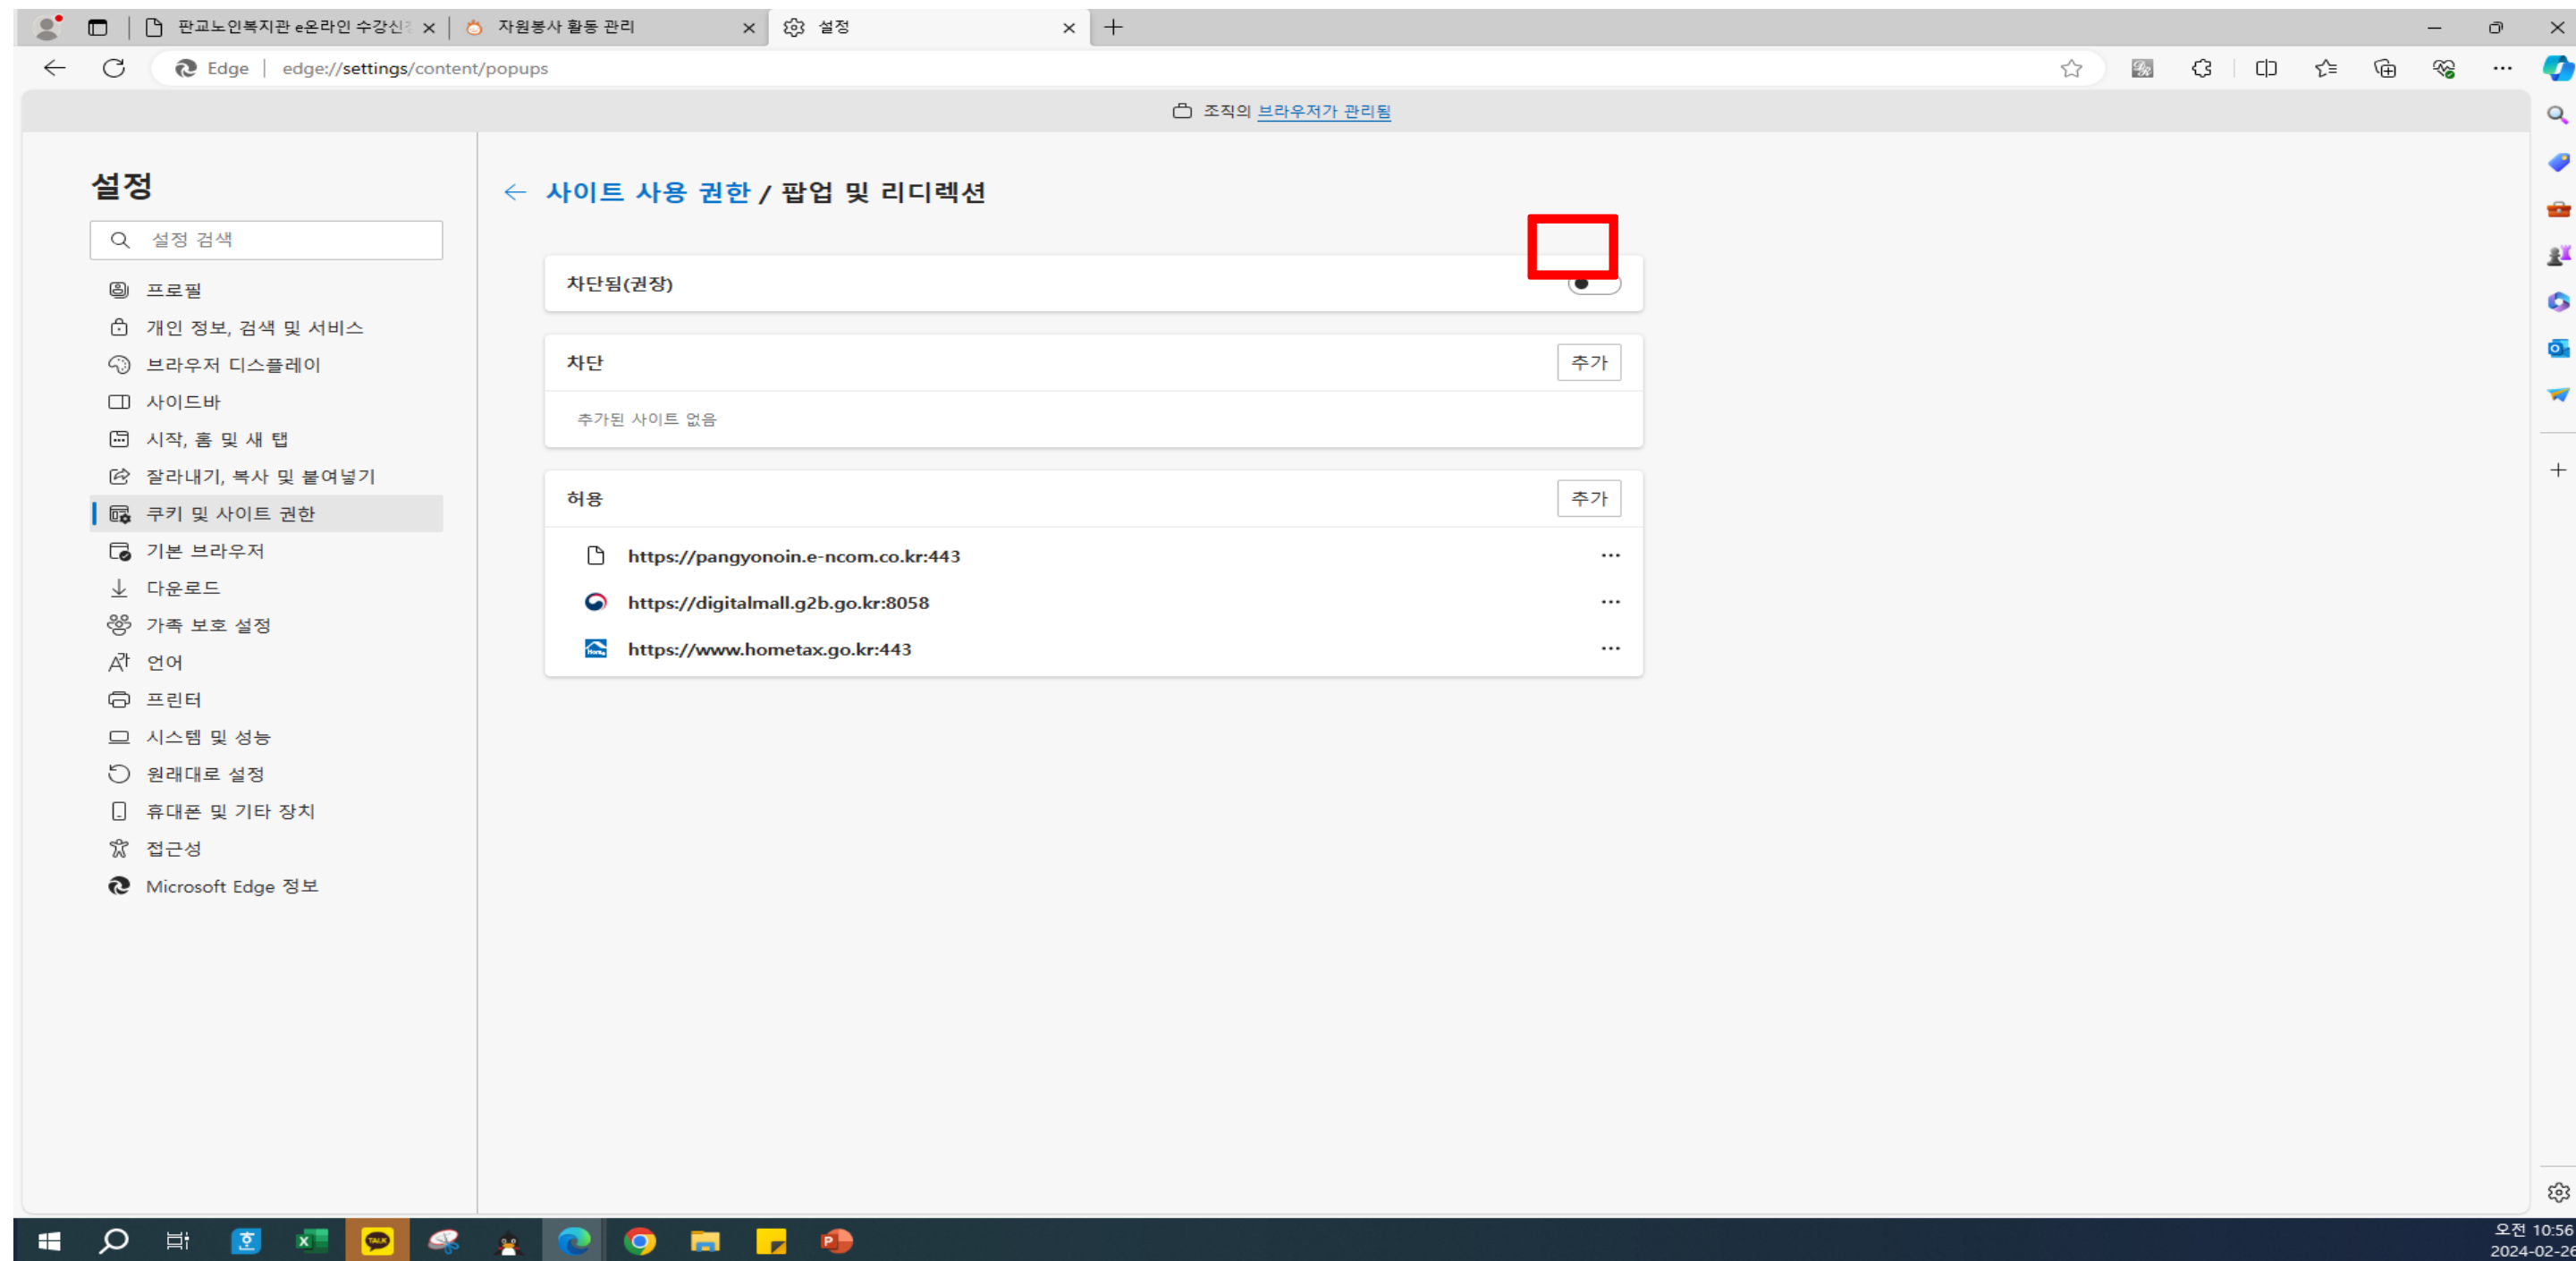 판교노인복지관 e온라인 수강신
자원봉사 활동 관리
설정
Edge
edge://settings/content/popups
조직의 브라우저가 관리됨
설정
설정 검색
프로필
개인 정보, 검색 및 서비스
브라우저 디스플레이
사이드바
시작, 홈 및 새 탭
잘라내기, 복사 및 붙여넣기
쿠키 및 사이트 권한
기본 브라우저
다운로드
가족 보호 설정
언어
프린터
시스템 및 성능
원래대로 설정
휴대폰 및 기타 장치
접근성
Microsoft Edge 정보
사이트 사용 권한 / 팝업 및 리디렉션
차단됨(권장)
차단
추가
추가된 사이트 없음
허용
추가
https://pangyonoin.e-ncom.co.kr:443
https://digitalmall.g2b.go.kr:8058
https://www.hometax.go.kr:443
TALK
오전 10:56
2024-02-26